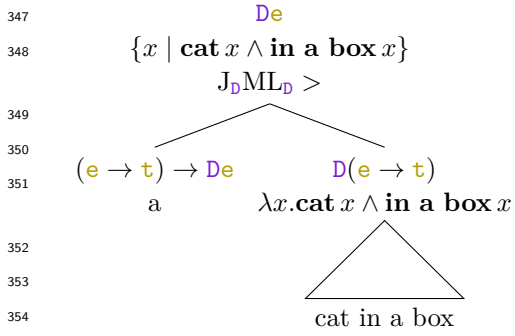 347 De
348 {x | cat x ∧ in a box x}
J_D ML_D >
349
350 (e → t) → De D(e → t)
351 a λx.cat x ∧ in a box x
352
353
354 cat in a box